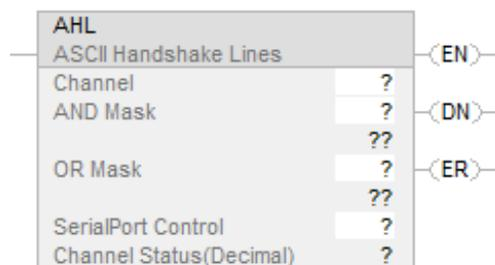 AHL
ASCII Handshake Lines (EN)
Channel ?
AND Mask ? (DN)
??
OR Mask ? (ER)
??
SerialPort Control ?
Channel Status(Decimal) ?